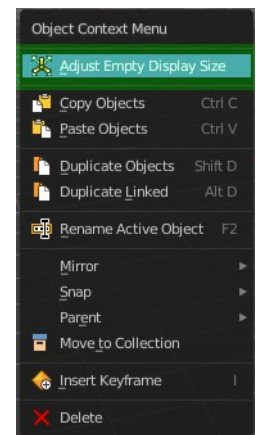 Object Context Menu
Adjust Empty Display Size
Copy Objects Ctrl C
Paste Objects Ctrl V
Duplicate Objects Shift D
Duplicate Linked Alt D
Rename Active Object F2
Mirror
Snap
Parent
Move to Collection
Insert Keyframe I
Delete